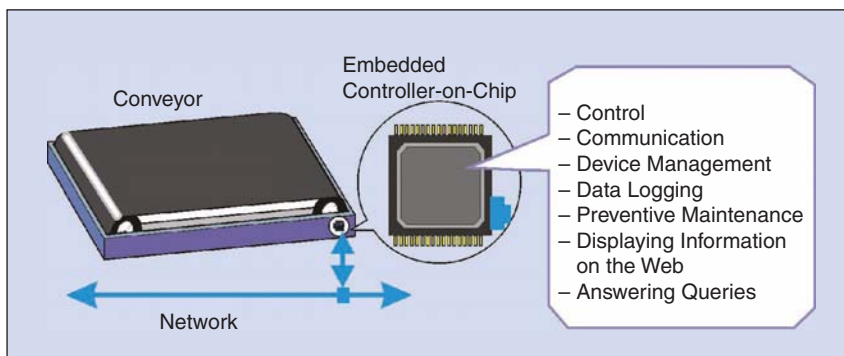 Conveyor
Embedded
Controller-on-Chip
– Control
– Communication
– Device Management
– Data Logging
– Preventive Maintenance
– Displaying Information
on the Web
– Answering Queries
Network